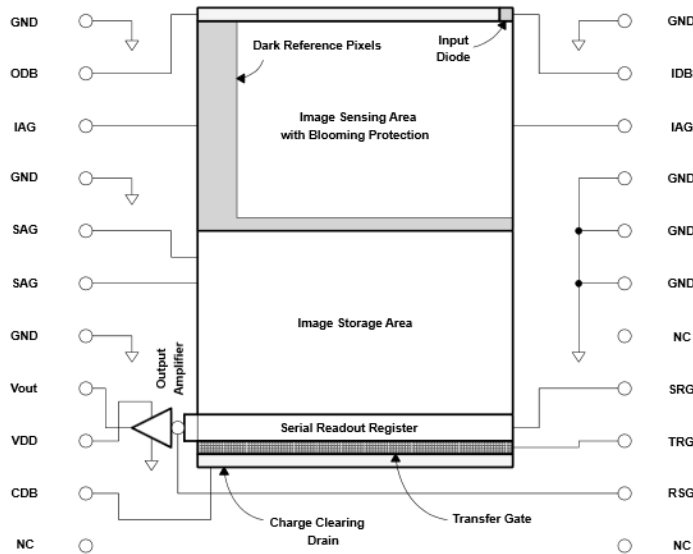 GND
ODB
IAG
GND
SAG
SAG
GND
Vout
VDD
CDB
NC
Dark Reference Pixels
Input
Diode
Image Sensing Area
with Blooming Protection
Image Storage Area
Output
Amplifier
Serial Readout Register
Charge Clearing
Drain
Transfer Gate
GND
IDB
IAG
GND
GND
GND
NC
SRG
TRG
RSG
NC